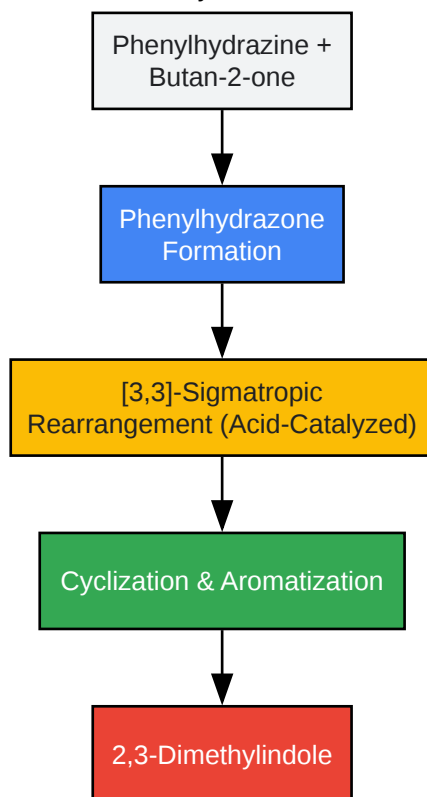 Phenylhydrazine +
Butan-2-one
Phenylhydrazone
Formation
[3,3]-Sigmatropic
Rearrangement (Acid-Catalyzed)
Cyclization & Aromatization
2,3-Dimethylindole